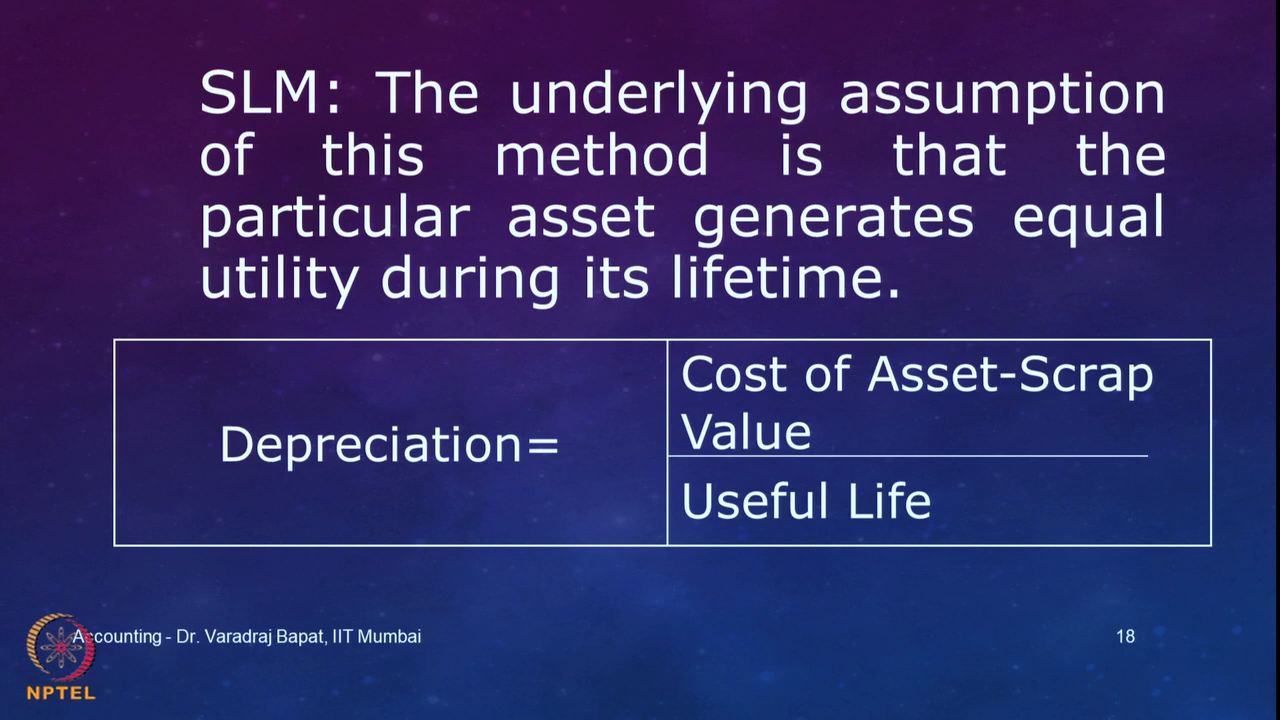 SLM: The underlying assumption
of this method is that the
particular asset generates equal
utility during its lifetime.
Depreciation=
Cost of Asset-Scrap
Value
Useful Life
Accounting - Dr. Varadraj Bapat, IIT Mumbai
18
NPTEL